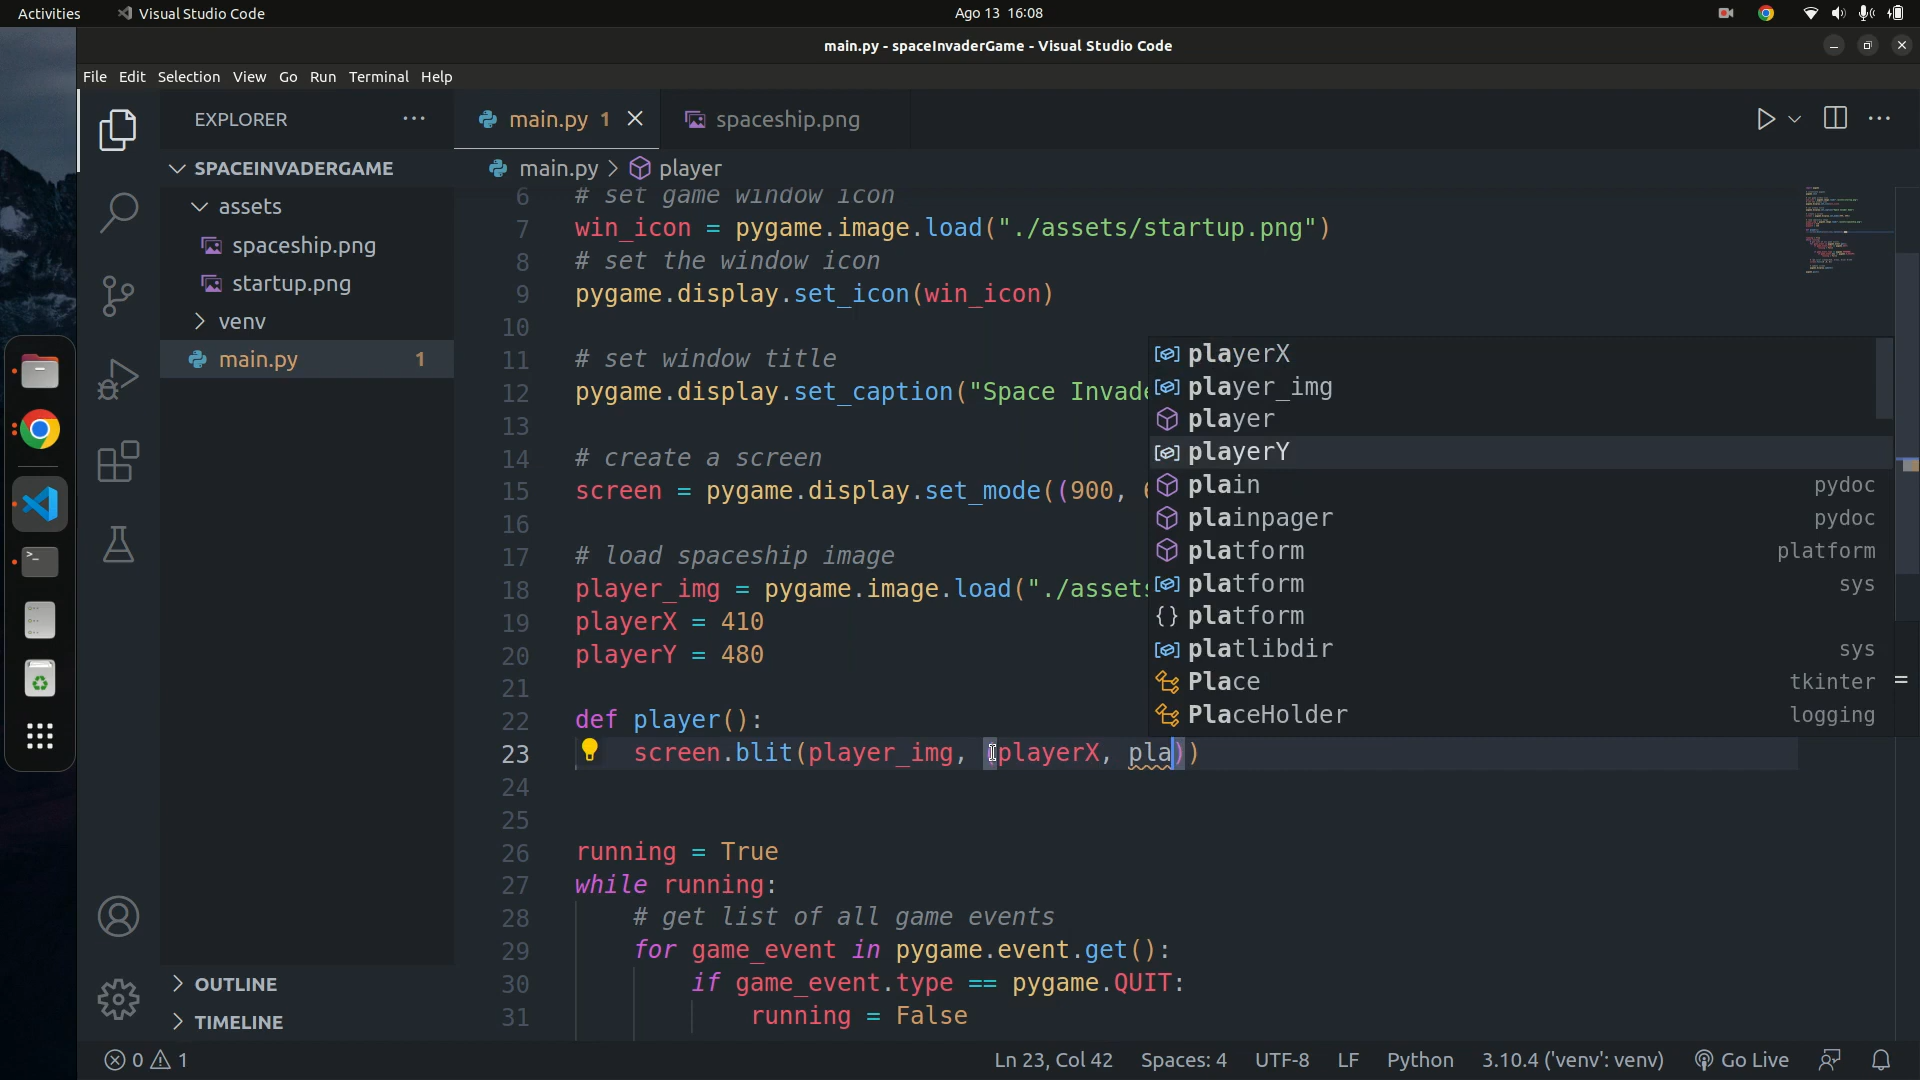 Activities
Visual Studio Code
Ago 13 16:08
main.py - spaceInvaderGame - Visual Studio Code
File Edit Selection View Go Run Terminal Help
EXPLORER
main.py 1
spaceship.png
SPACEINVADERGAME
main.py > player
assets
spaceship.png
startup.png
venv
main.py 1
OUTLINE
TIMELINE
6 # set game window icon
7 win_icon = pygame.image.load("./assets/startup.png")
8 # set the window icon
9 pygame.display.set_icon(win_icon)
10
11 # set window title
12 pygame.display.set_caption("Space Invade
13
14 # create a screen
15 screen = pygame.display.set_mode((900,
16
17 # load spaceship image
18 player_img = pygame.image.load("./assets
19 playerX = 410
20 playerY = 480
21
22 def player():
23 screen.blit(player_img, (playerX, pla))
24
25
26 running = True
27 while running:
28 # get list of all game events
29 for game_event in pygame.event.get():
30 if game_event.type == pygame.QUIT:
31 running = False
playerX
player_img
player
playerY
plain pydoc
plainpager pydoc
platform platform
platform sys
{} platform
platlibdir sys
Place tkinter
PlaceHolder logging
0 1
Ln 23, Col 42 Spaces: 4 UTF-8 LF Python 3.10.4 ('venv': venv) Go Live